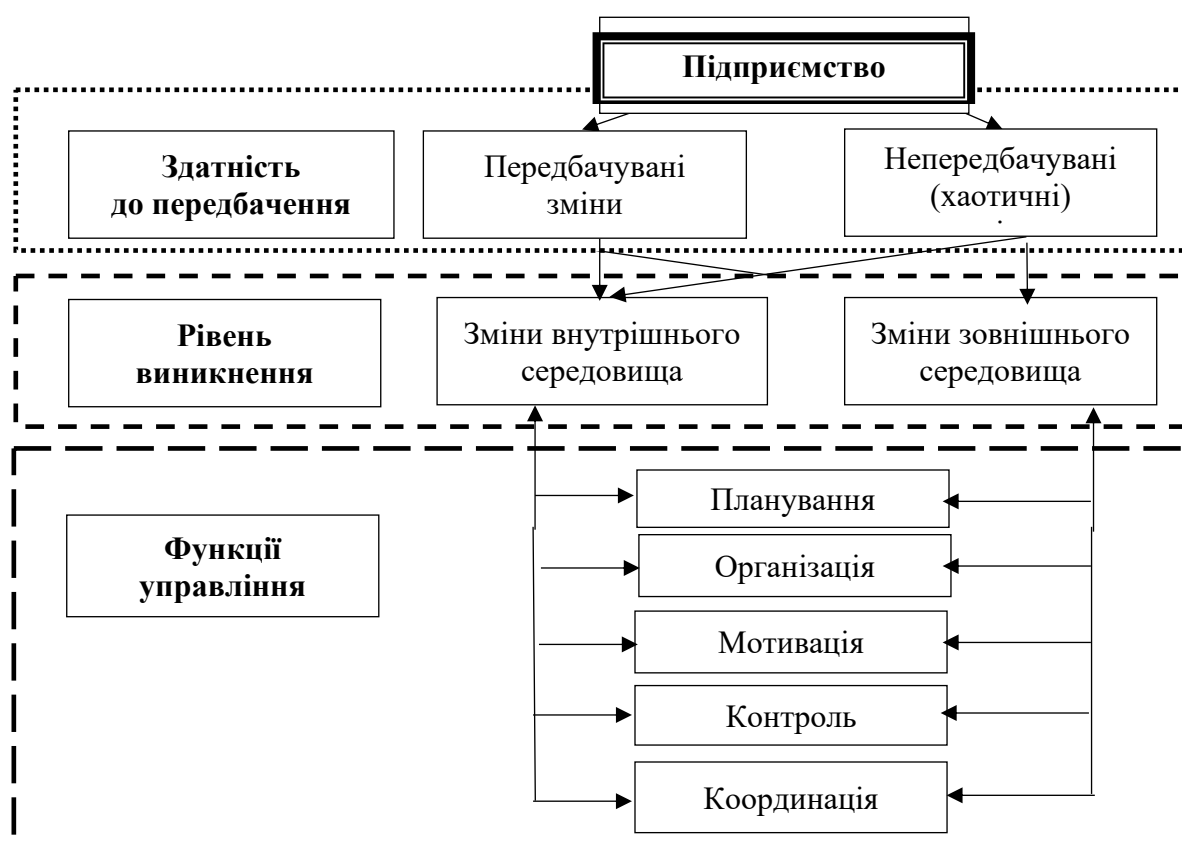 Підприємство
Здатність
до передбачення
Передбачувані
зміни
Непередбачувані
(хаотичні)
Рівень
виникнення
Зміни внутрішнього
середовища
Зміни зовнішнього
середовища
Функції
управління
Планування
Організація
Мотивація
Контроль
Координація